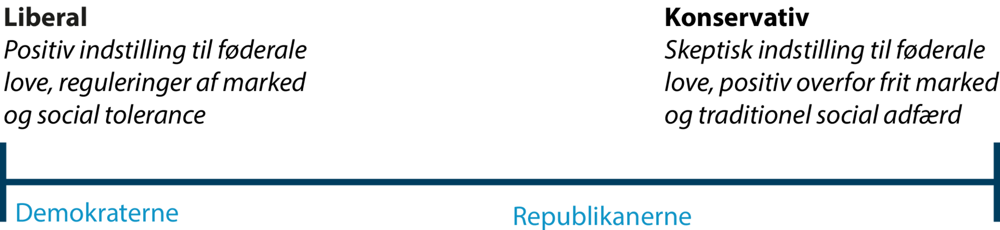 Liberal
Positiv indstilling til føderale
love, reguleringer af marked
og social tolerance
Konservativ
Skeptisk indstilling til føderale
love, positiv overfor frit marked
og traditionel social adfærd
Demokraterne
Republikanerne